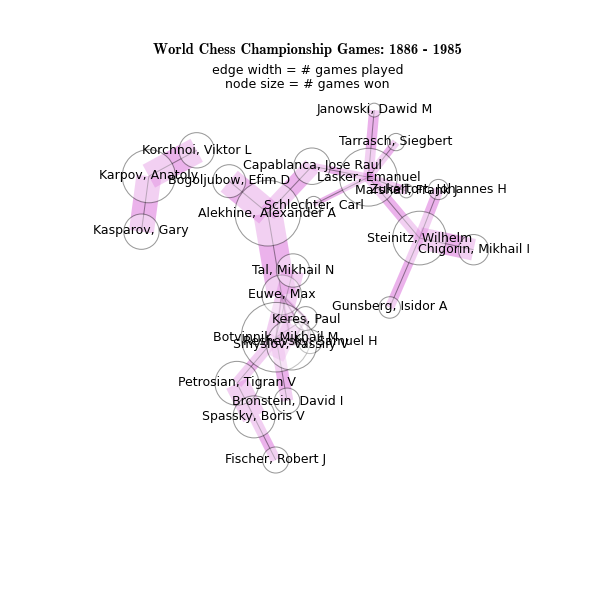 World Chess Championship Games: 1886 - 1985
edge width = # games played
node size = # games won
Janowski, Dawid M
Tarrasch, Siegbert
Korchnoi, Viktor L
Capablanca, Jose Raul
Karpov, Anatoly
Lasker, Emanuel
Bogoljubow, Efim D
Marshall, Frank J
Zukertort, Johannes H
Schlechter, Carl
Alekhine, Alexander A
Kasparov, Gary
Steinitz, Wilhelm
Chigorin, Mikhail I
Tal, Mikhail N
Euwe, Max
Gunsberg, Isidor A
Keres, Paul
Botvinnik, Mikhail M
Reshevsky, Samuel H
Smyslov, Vassily V
Petrosian, Tigran V
Bronstein, David I
Spassky, Boris V
Fischer, Robert J